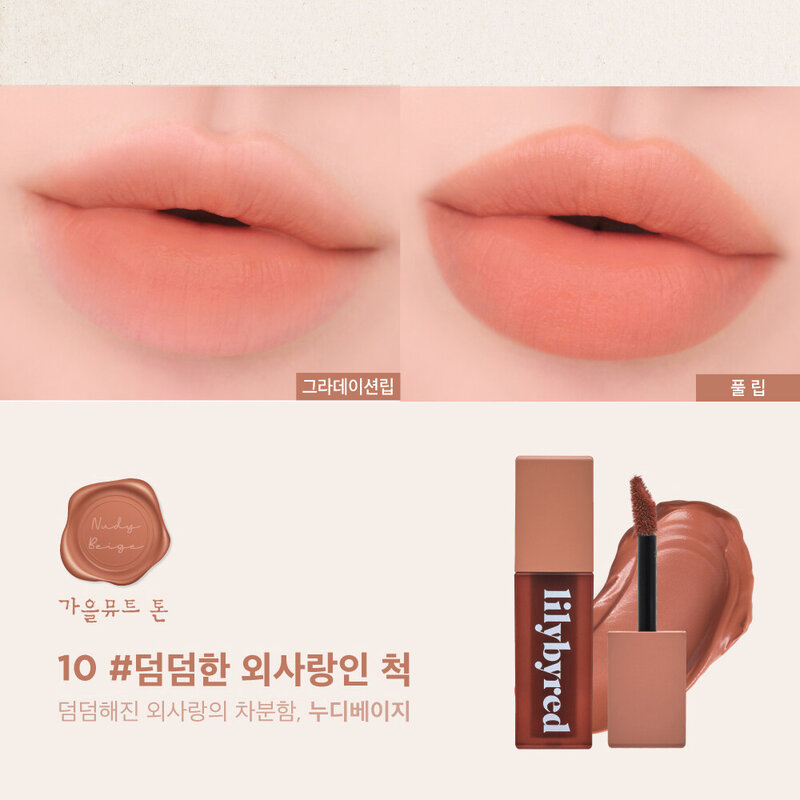 그라데이션립
풀 립
Nudy
Beige
가을뮤트 톤
10 #덤덤한 외사랑인 척
덤덤해진 외사랑의 차분함, 누디베이지
lilybyred